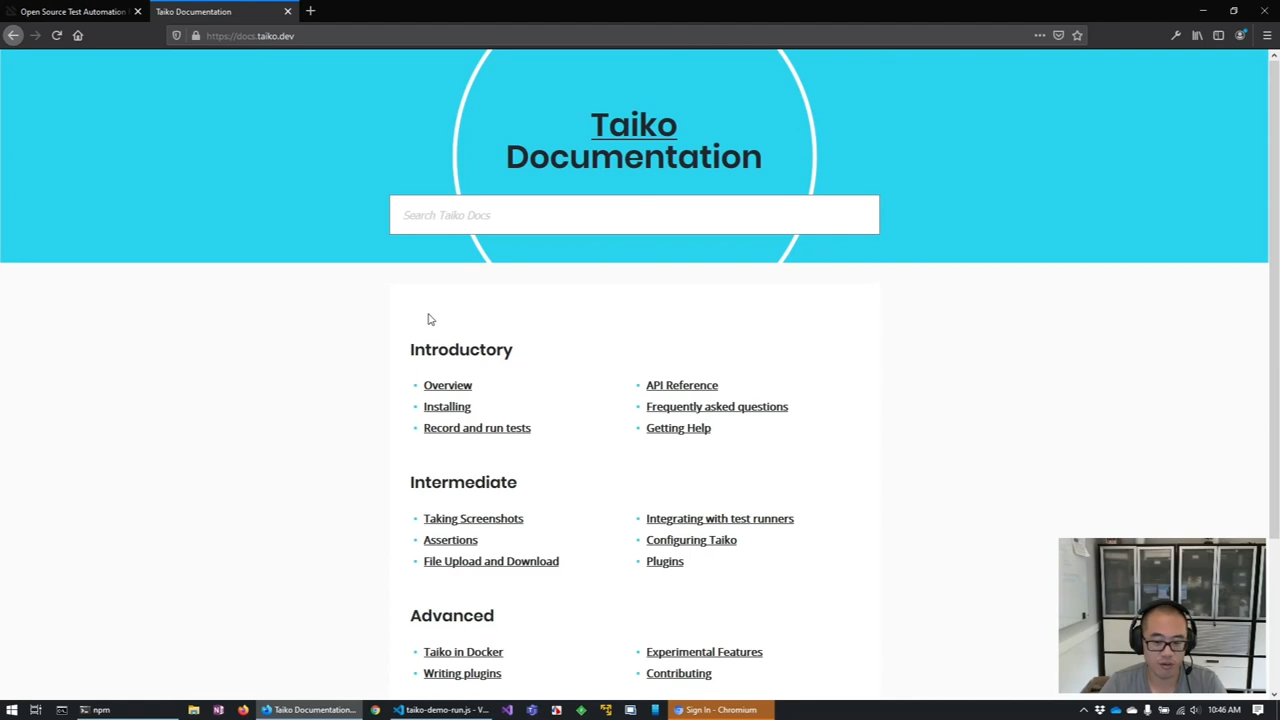 Open Source Test Automation
Taiko Documentation
https://docs.taiko.dev
Taiko
Documentation
Search Taiko Docs
Introductory
Overview
Installing
Record and run tests
API Reference
Frequently asked questions
Getting Help
Intermediate
Taking Screenshots
Assertions
File Upload and Download
Integrating with test runners
Configuring Taiko
Plugins
Advanced
Taiko in Docker
Writing plugins
Experimental Features
Contributing
npm
Taiko Documentation...
taiko-demo-run.js - V...
Sign In - Chromium
10:46 AM